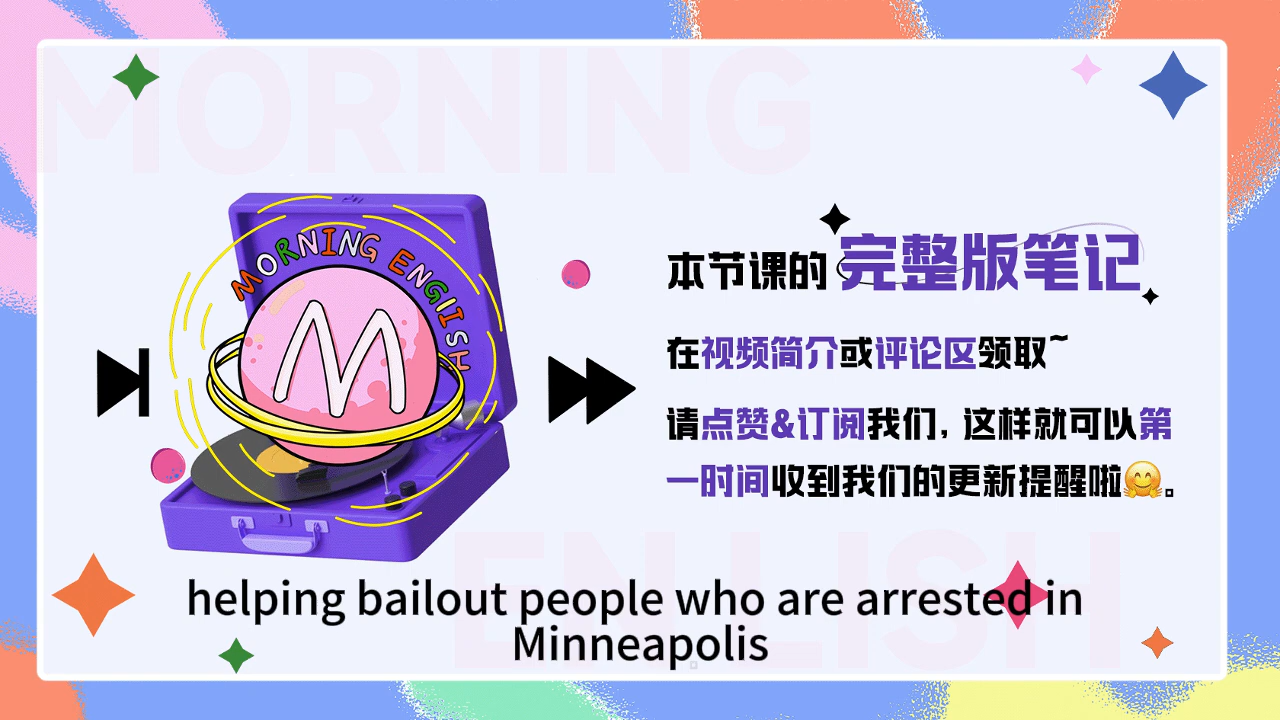 MORNING
MORNING ENGLISH
M
本节课的 完整版笔记
在视频简介或评论区领取~
请点赞&订阅我们，这样就可以第
一时间收到我们的更新提醒啦🤗。
helping bailout people who are arrested in
Minneapolis